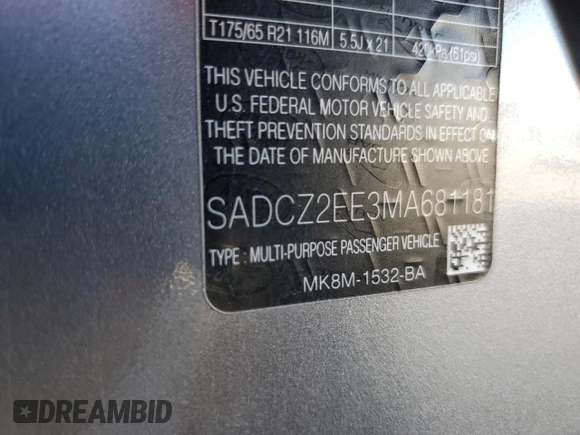 T175/65 R21 116M 5.5J x 21 420kPa (61psi)
THIS VEHICLE CONFORMS TO ALL APPLICABLE
U.S. FEDERAL MOTOR VEHICLE SAFETY AND
THEFT PREVENTION STANDARDS IN EFFECT ON
THE DATE OF MANUFACTURE SHOWN ABOVE
SADCZ2EE3MA681181
TYPE : MULTI-PURPOSE PASSENGER VEHICLE
MK8M-1532-BA
DREAMBID